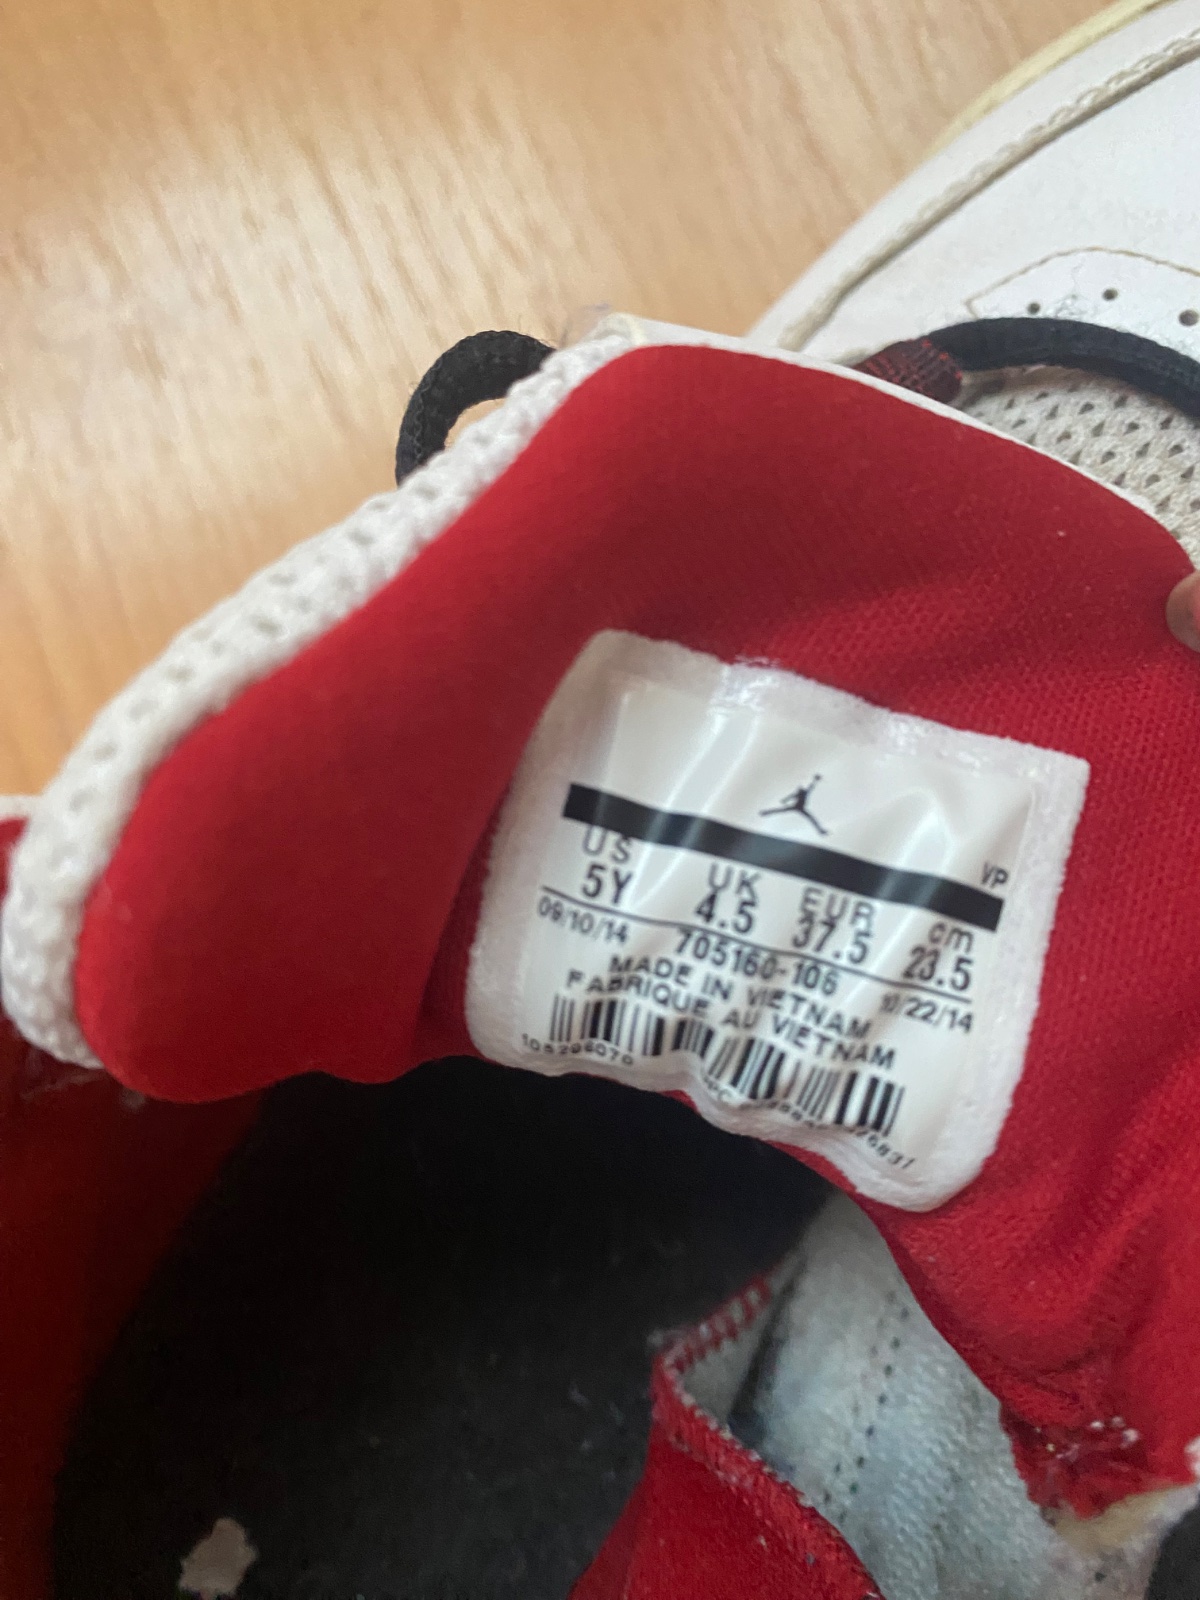 VP
US UK EUR cm
5Y 4.5 37.5 23.5
09/10/14 705160-106 10/22/14
MADE IN VIETNAM
FABRIQUE AU VIETNAM